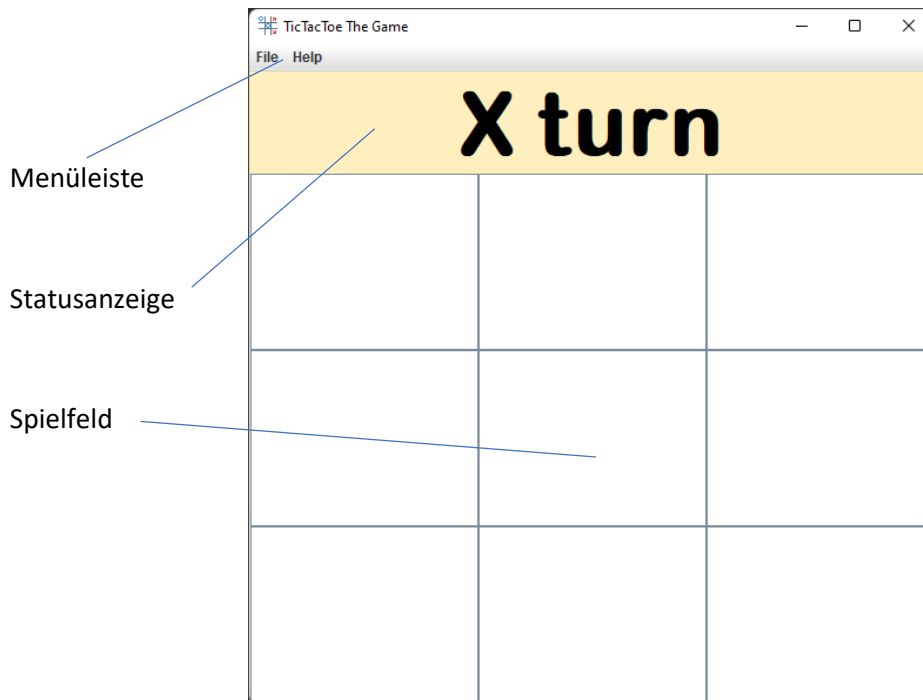 TicTacToe The Game
File Help
X turn
Menüleiste
Statusanzeige
Spielfeld